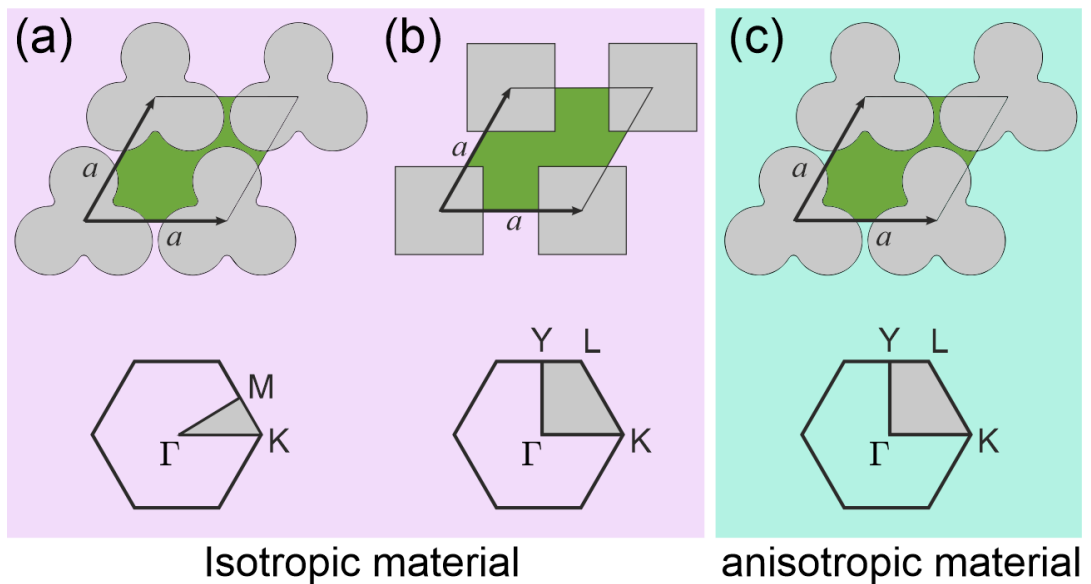 (a) (b) (c)
a a a
a a a
Y L Y L
M
Γ K Γ K Γ K
Isotropic material anisotropic material